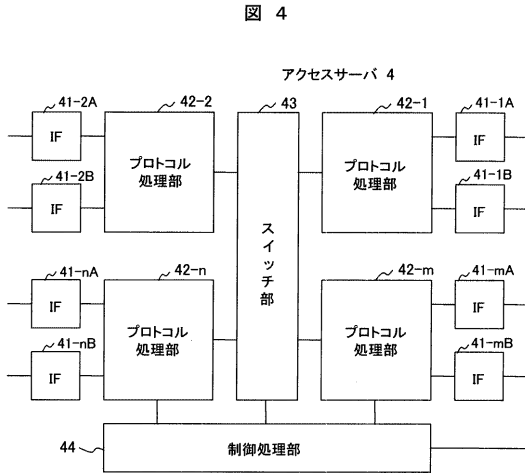 図 4
アクセスサーバ 4
41-2A
42-2
43
42-1
41-1A
IF
プロトコル
処理部
プロトコル
処理部
IF
41-2B
41-1B
IF
IF
スイッチ部
41-nA
42-n
42-m
41-mA
IF
プロトコル
処理部
プロトコル
処理部
IF
41-nB
41-mB
IF
IF
44
制御処理部